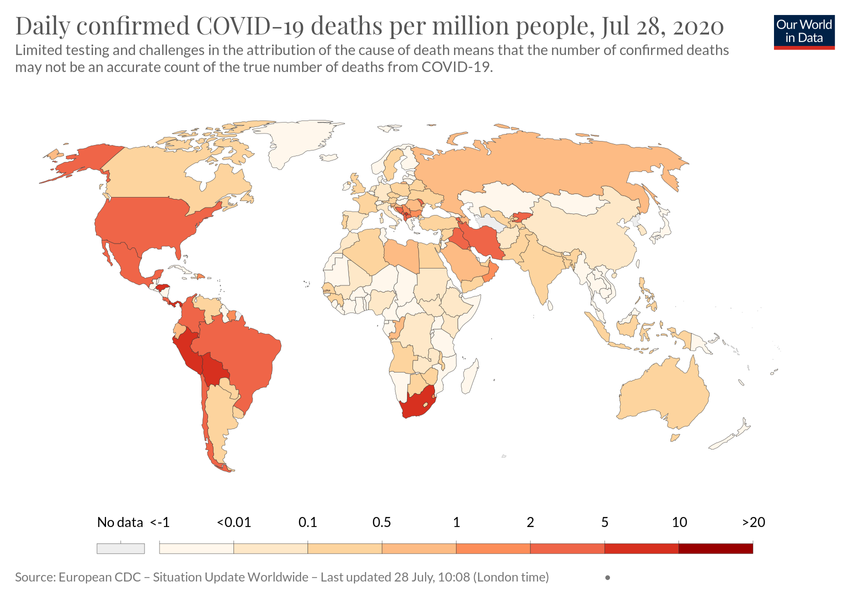 Daily confirmed COVID-19 deaths per million people, Jul 28, 2020
Our World
in Data
Limited testing and challenges in the attribution of the cause of death means that the number of confirmed deaths
may not be an accurate count of the true number of deaths from COVID-19.
No data <-1 <0.01 0.1 0.5 1 2 5 10 >20
Source: European CDC – Situation Update Worldwide – Last updated 28 July, 10:08 (London time) •